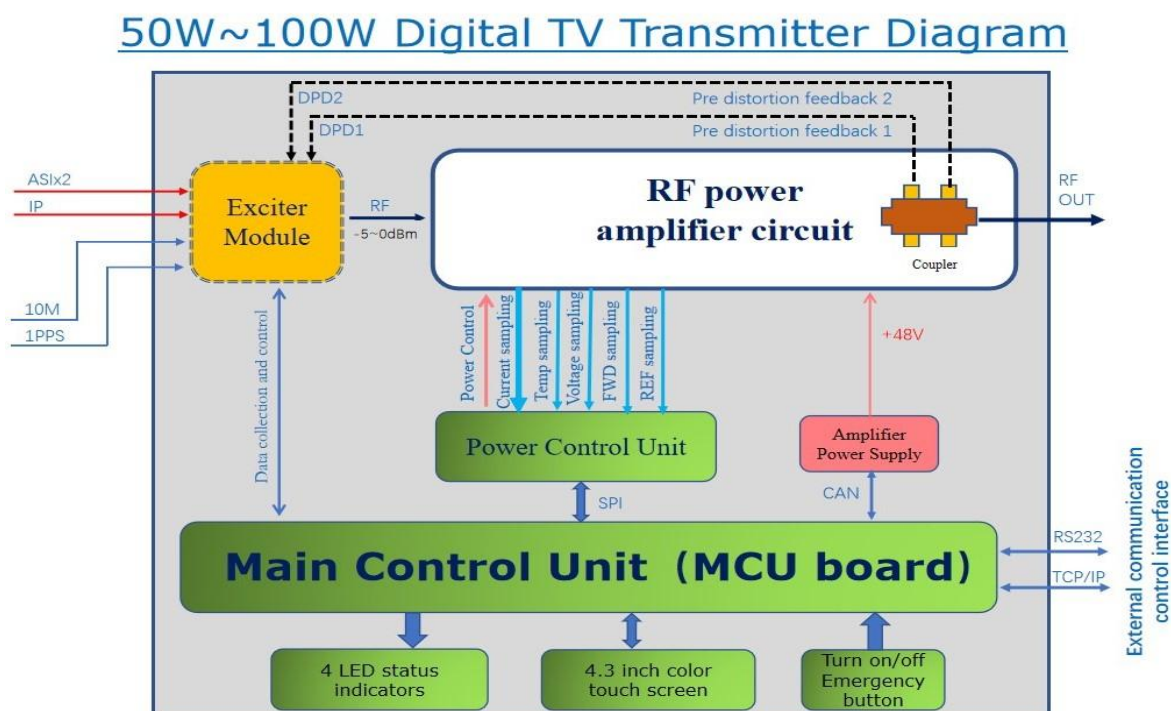 50W~100W Digital TV Transmitter Diagram
DPD2
Pre distortion feedback 2
DPD1
Pre distortion feedback 1
ASIx2
IP
10M
1PPS
Exciter
Module
RF
-5~0dBm
RF power
amplifier circuit
Coupler
RF
OUT
Data collection and control
Power Control
Current sampling
Temp sampling
Voltage sampling
FWD sampling
REF sampling
+48V
Power Control Unit
Amplifier
Power Supply
SPI
CAN
Main Control Unit (MCU board)
RS232
TCP/IP
External communication
control interface
4 LED status
indicators
4.3 inch color
touch screen
Turn on/off
Emergency
button